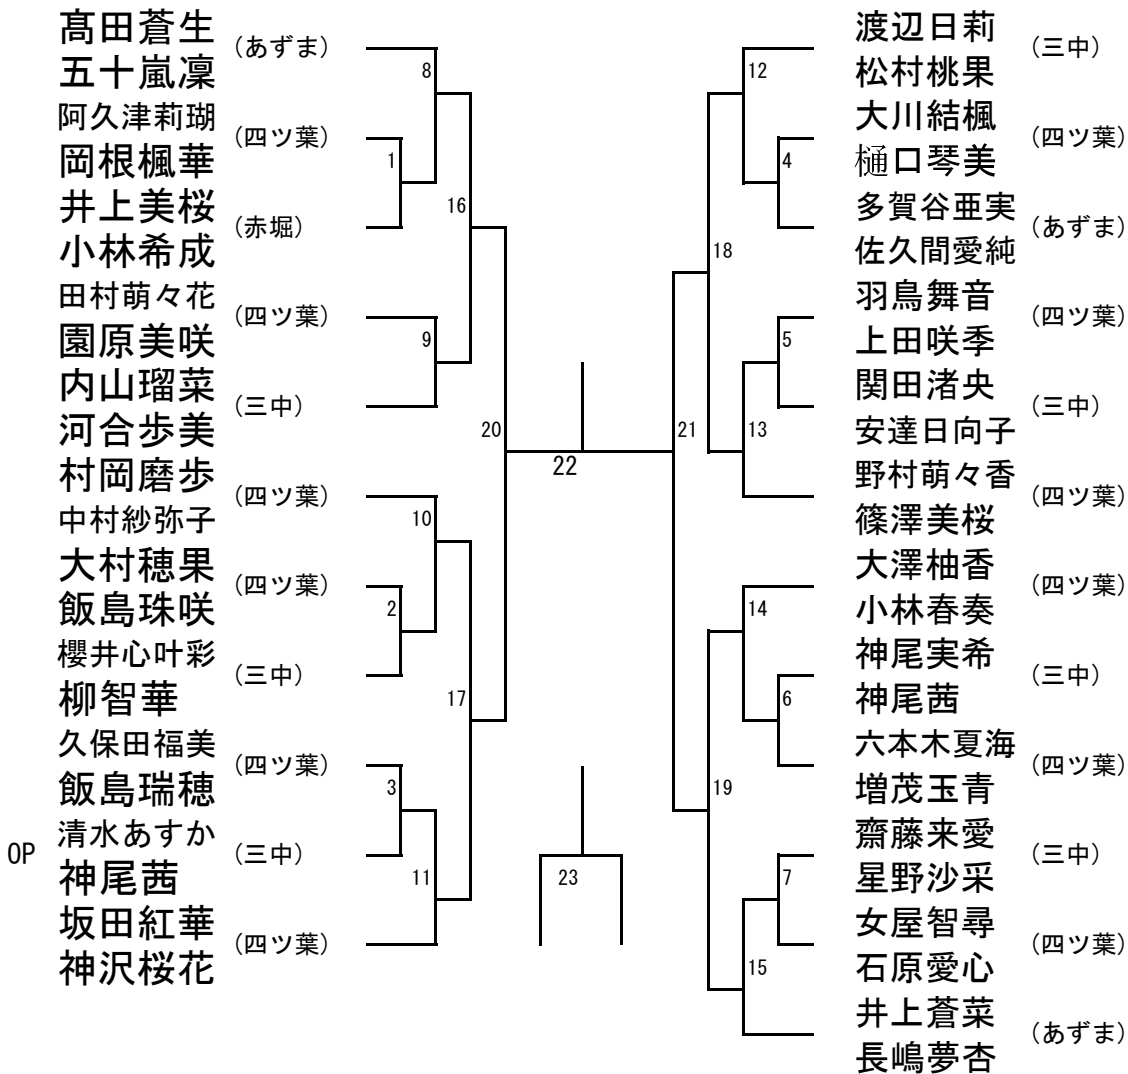 髙田蒼生
五十嵐凜
(あずま)
阿久津莉瑚
岡根楓華
(四ツ葉)
井上美桜
小林希成
(赤堀)
田村萌々花
園原美咲
(四ツ葉)
内山瑠菜
河合歩美
(三中)
村岡磨歩
中村紗弥子
(四ツ葉)
大村穂果
飯島珠咲
(四ツ葉)
櫻井心叶彩
柳智華
(三中)
久保田福美
飯島瑞穂
(四ツ葉)
OP
清水あすか
神尾茜
(三中)
坂田紅華
神沢桜花
(四ツ葉)
8
1
16
9
20
10
2
17
3
11
22
23
12
4
18
5
21
13
14
6
19
7
15
渡辺日莉
松村桃果
(三中)
大川結楓
樋口琴美
(四ツ葉)
多賀谷亜実
佐久間愛純
(あずま)
羽鳥舞音
上田咲季
(四ツ葉)
関田渚央
安達日向子
(三中)
野村萌々香
篠澤美桜
(四ツ葉)
大澤柚香
小林春奏
(四ツ葉)
神尾実希
神尾茜
(三中)
六本木夏海
増茂玉青
(四ツ葉)
齋藤来愛
星野沙采
(三中)
女屋智尋
石原愛心
(四ツ葉)
井上蒼菜
長嶋夢杏
(あずま)